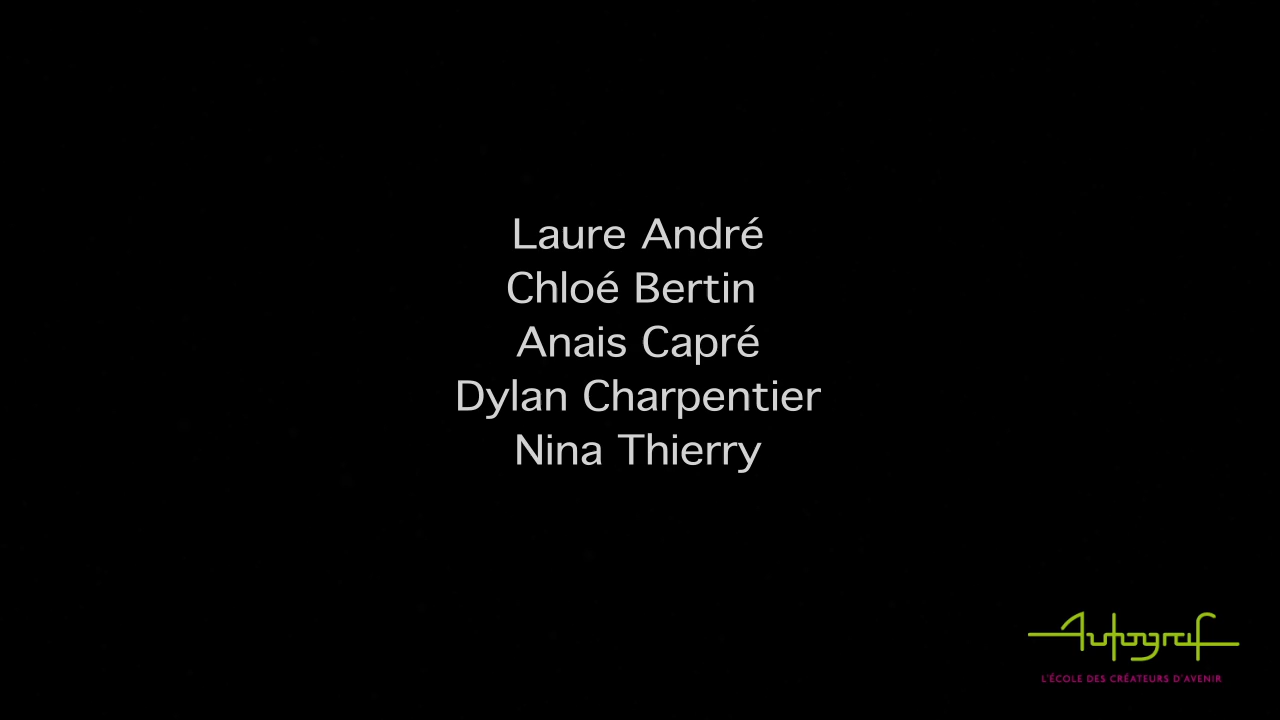 Laure André
Chloé Bertin
Anais Capré
Dylan Charpentier
Nina Thierry
Autograf
L'ÉCOLE DES CRÉATEURS D'AVENIR